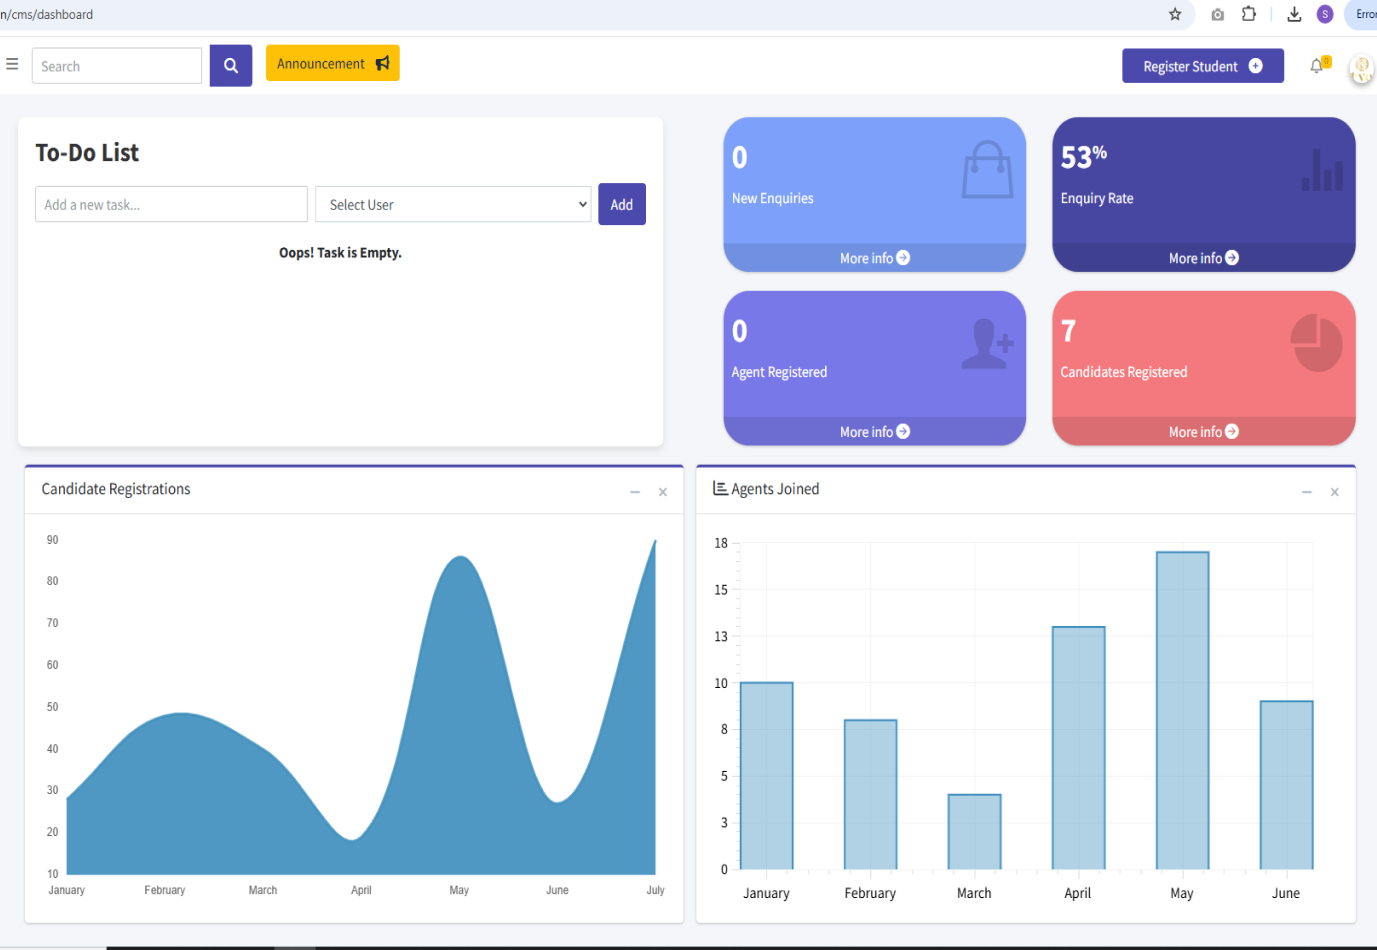 n/cms/dashboard
S
Erro
Search
Announcement
Register Student
0
To-Do List
Add a new task...
Select User
Add
Oops! Task is Empty.
0
New Enquiries
More info
53%
Enquiry Rate
More info
0
Agent Registered
More info
7
Candidates Registered
More info
Candidate Registrations
90
80
70
60
50
40
30
20
10
January February March April May June July
Agents Joined
18
15
13
10
8
5
3
0
January February March April May June